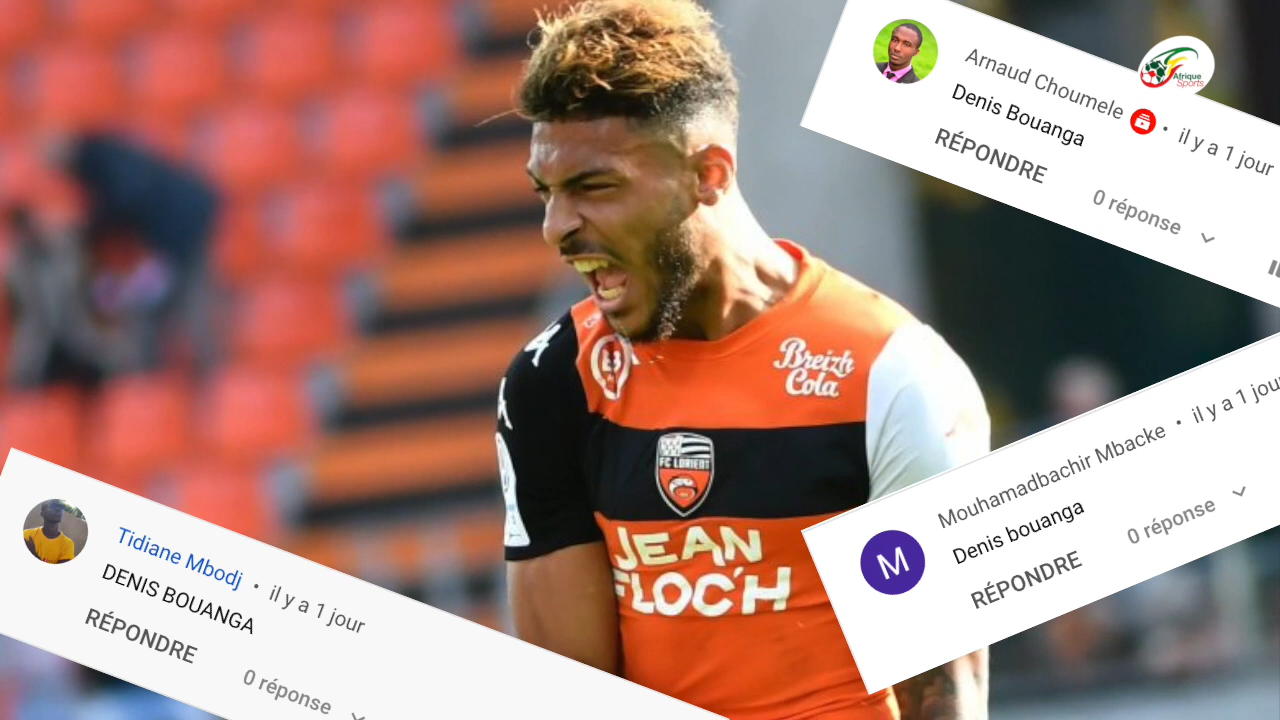 Arnaud Choumele • il y a 1 jour
Denis Bouanga
RÉPONDRE
0 réponse
Afrique
Sports
Breizh
Cola
FC LORIENT
JEAN
FLOC'H
Mouhamadbachir Mbacke • il y a 1 jour
M
Denis bouanga
RÉPONDRE
0 réponse
Tidiane Mbodj • il y a 1 jour
DENIS BOUANGA
RÉPONDRE
0 réponse